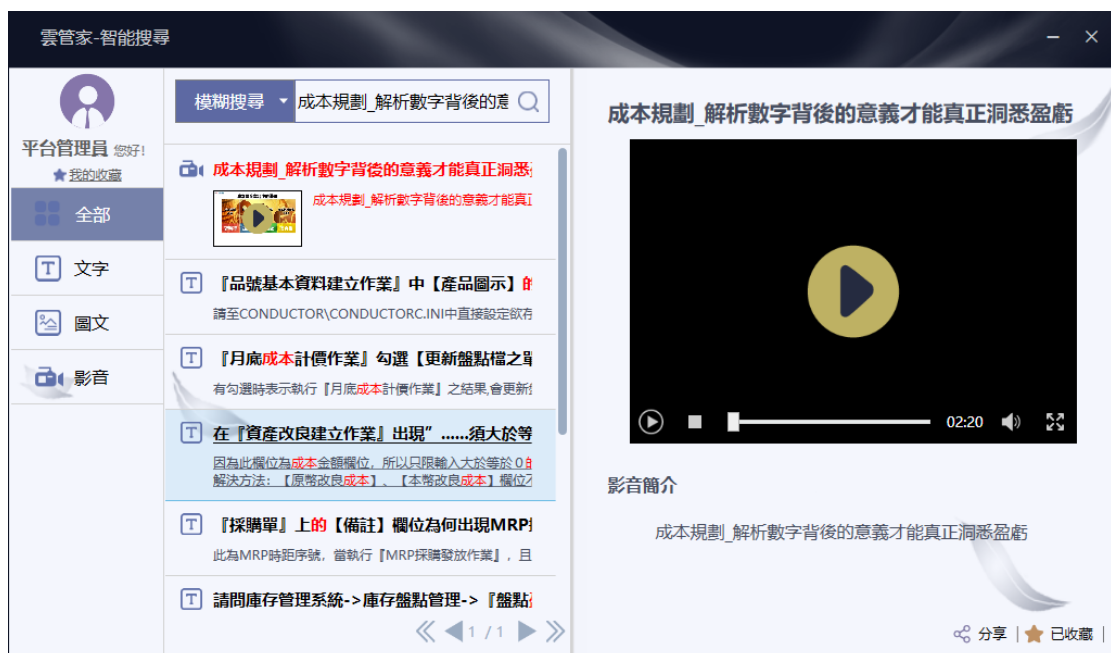 雲管家-智能搜尋
平台管理員 您好!
我的收藏
全部
文字
圖文
影音
模糊搜尋
成本規劃_解析數字背後的意
成本規劃_解析數字背後的意義才能真正洞悉
成本規劃_解析數字背後的意義才能真正
『品號基本資料建立作業』中【產品圖示】的
請至CONDUCTOR\CONDUCTORC.INI中直接設定欲存
『月底成本計價作業』勾選【更新盤點檔之單
有勾選時表示執行『月底成本計價作業』之結果,會更新
在『資產改良建立作業』出現”......須大於等
因為此欄位為成本金額欄位，所以只限輸入大於等於０的
解決方法：【原幣改良成本】、【本幣改良成本】欄位不
『採購單』上的【備註】欄位為何出現MRP
此為MRP時距序號，當執行『MRP採購發放作業』，且
請問庫存管理系統->庫存盤點管理->『盤點
1 / 1
成本規劃_解析數字背後的意義才能真正洞悉盈虧
02:20
影音簡介
成本規劃_解析數字背後的意義才能真正洞悉盈虧
分享 | 已收藏 |